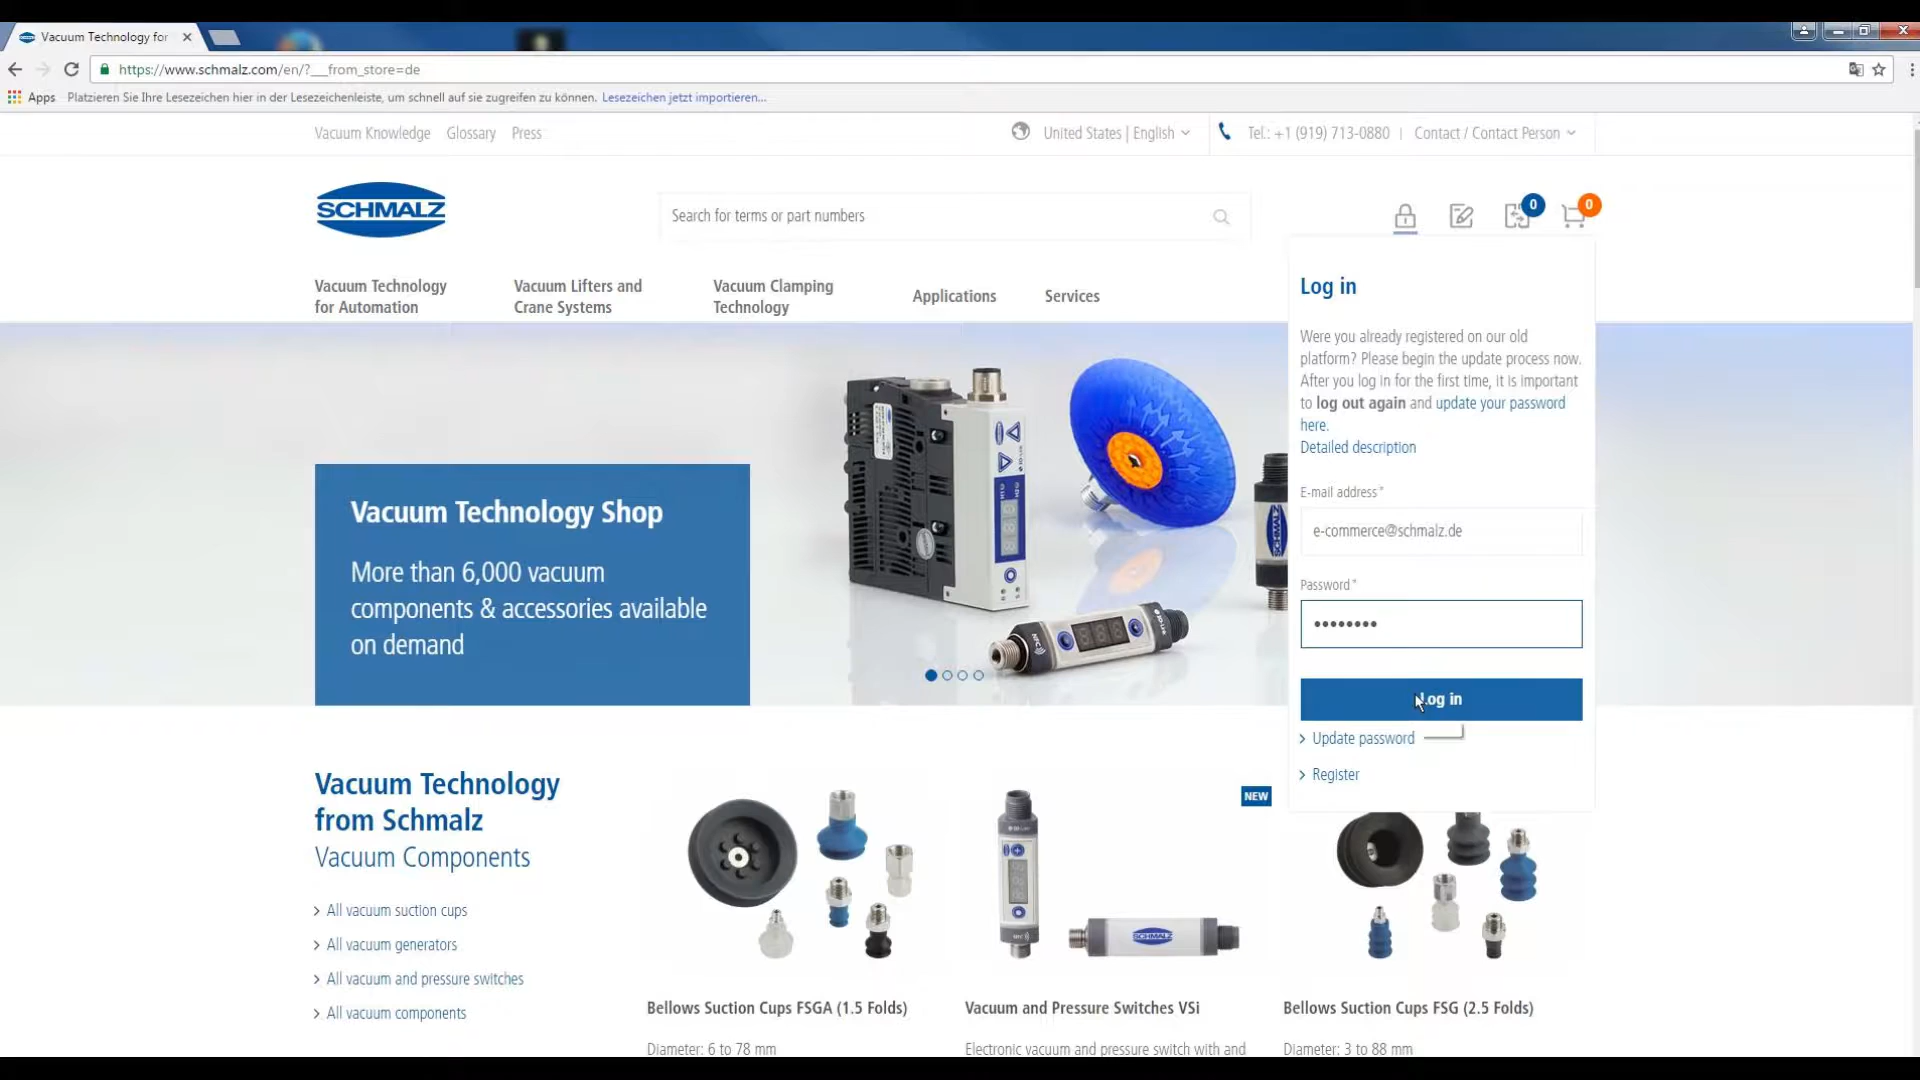 Vacuum Technology for
https://www.schmalz.com/en/?___from_store=de
Apps Platzieren Sie Ihre Lesezeichen hier in der Lesezeichenleiste, um schnell auf sie zugreifen zu können. Lesezeichen jetzt importieren...
Vacuum Knowledge Glossary Press United States | English Tel.: +1 (919) 713-0880 | Contact / Contact Person
SCHMALZ
Search for terms or part numbers
0
0
Vacuum Technology
for Automation
Vacuum Lifters and
Crane Systems
Vacuum Clamping
Technology
Applications
Services
Log in
Were you already registered on our old
platform? Please begin the update process now.
After you log in for the first time, it is important
to log out again and update your password
here.
Detailed description
E-mail address*
e-commerce@schmalz.de
Password*
••••••••
Log in
> Update password
> Register
Vacuum Technology Shop
More than 6,000 vacuum
components & accessories available
on demand
Vacuum Technology
from Schmalz
Vacuum Components
> All vacuum suction cups
> All vacuum generators
> All vacuum and pressure switches
> All vacuum components
NEW
SCHMALZ
Bellows Suction Cups FSGA (1.5 Folds)
Diameter: 6 to 78 mm
Vacuum and Pressure Switches VSi
Electronic vacuum and pressure switch with and
Bellows Suction Cups FSG (2.5 Folds)
Diameter: 3 to 88 mm